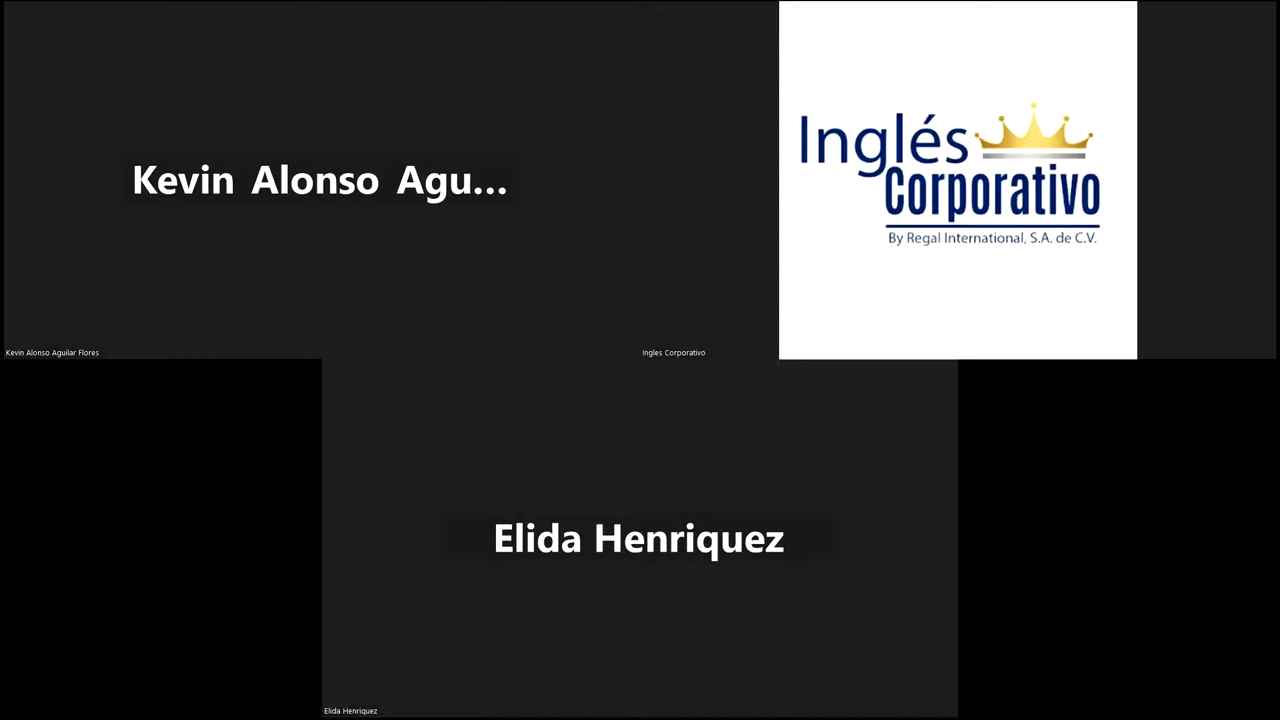 Kevin Alonso Agu...
Kevin Alonso Aguilar Flores
Inglés
Corporativo
By Regal International, S.A. de C.V.
Ingles Corporativo
Elida Henriquez
Elida Henriquez